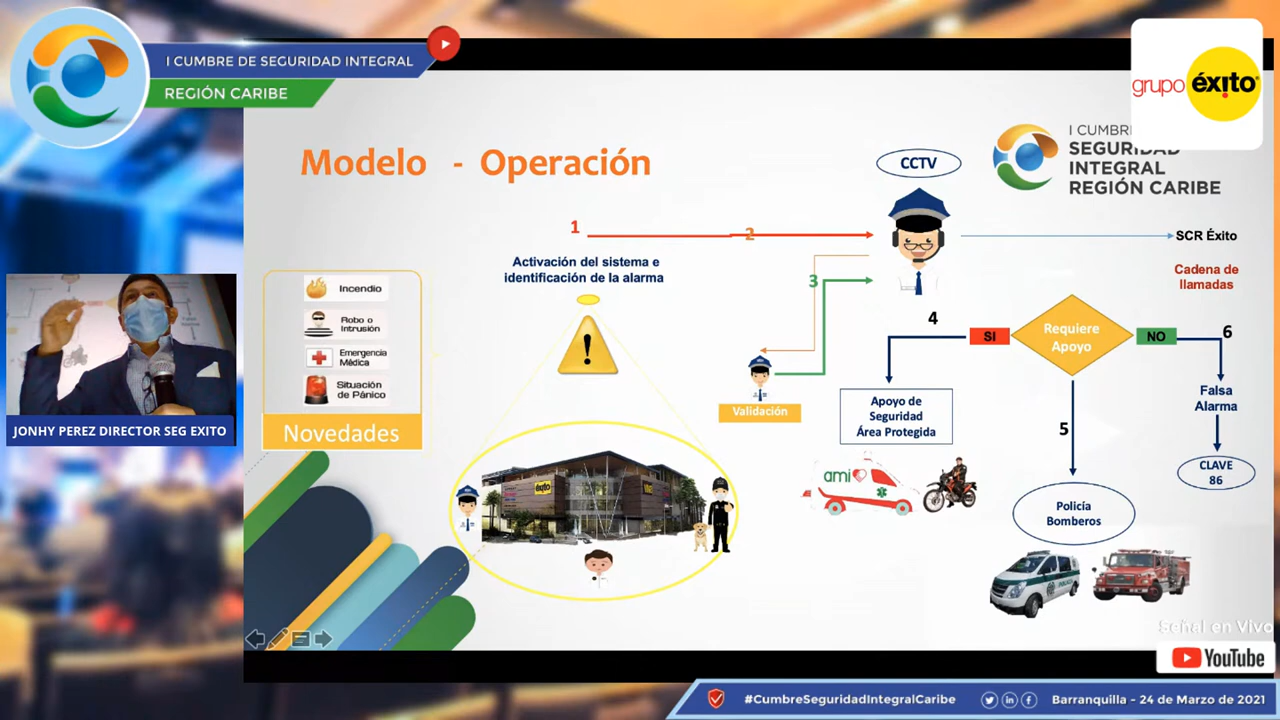 I CUMBRE DE SEGURIDAD INTEGRAL
REGIÓN CARIBE
grupo éxito
Modelo - Operación
CCTV
I CUMBRE
SEGURIDAD
INTEGRAL
REGIÓN CARIBE
1
2
SCR Éxito
Activación del sistema e
identificación de la alarma
Cadena de
llamadas
3
Incendio
Robo o
Intrusión
Emergencia
Médica
Situación
de Pánico
Novedades
4
SI
Requiere
Apoyo
NO
6
Validación
Apoyo de
Seguridad
Área Protegida
Falsa
Alarma
5
CLAVE
86
JONHY PEREZ DIRECTOR SEG EXITO
éxito
ami
Policía
Bomberos
Señal en Vivo
YouTube
#CumbreSeguridadIntegralCaribe
Barranquilla - 24 de Marzo de 2021